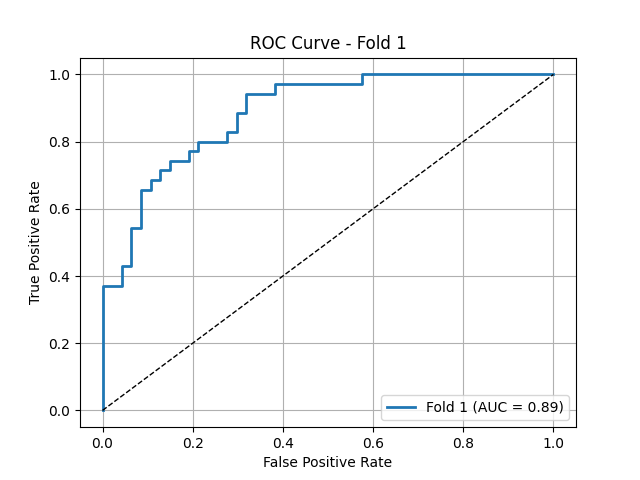 ROC Curve - Fold 1
1.0
0.8
0.6
0.4
0.2
0.0
True Positive Rate
Fold 1 (AUC = 0.89)
0.0 0.2 0.4 0.6 0.8 1.0
False Positive Rate